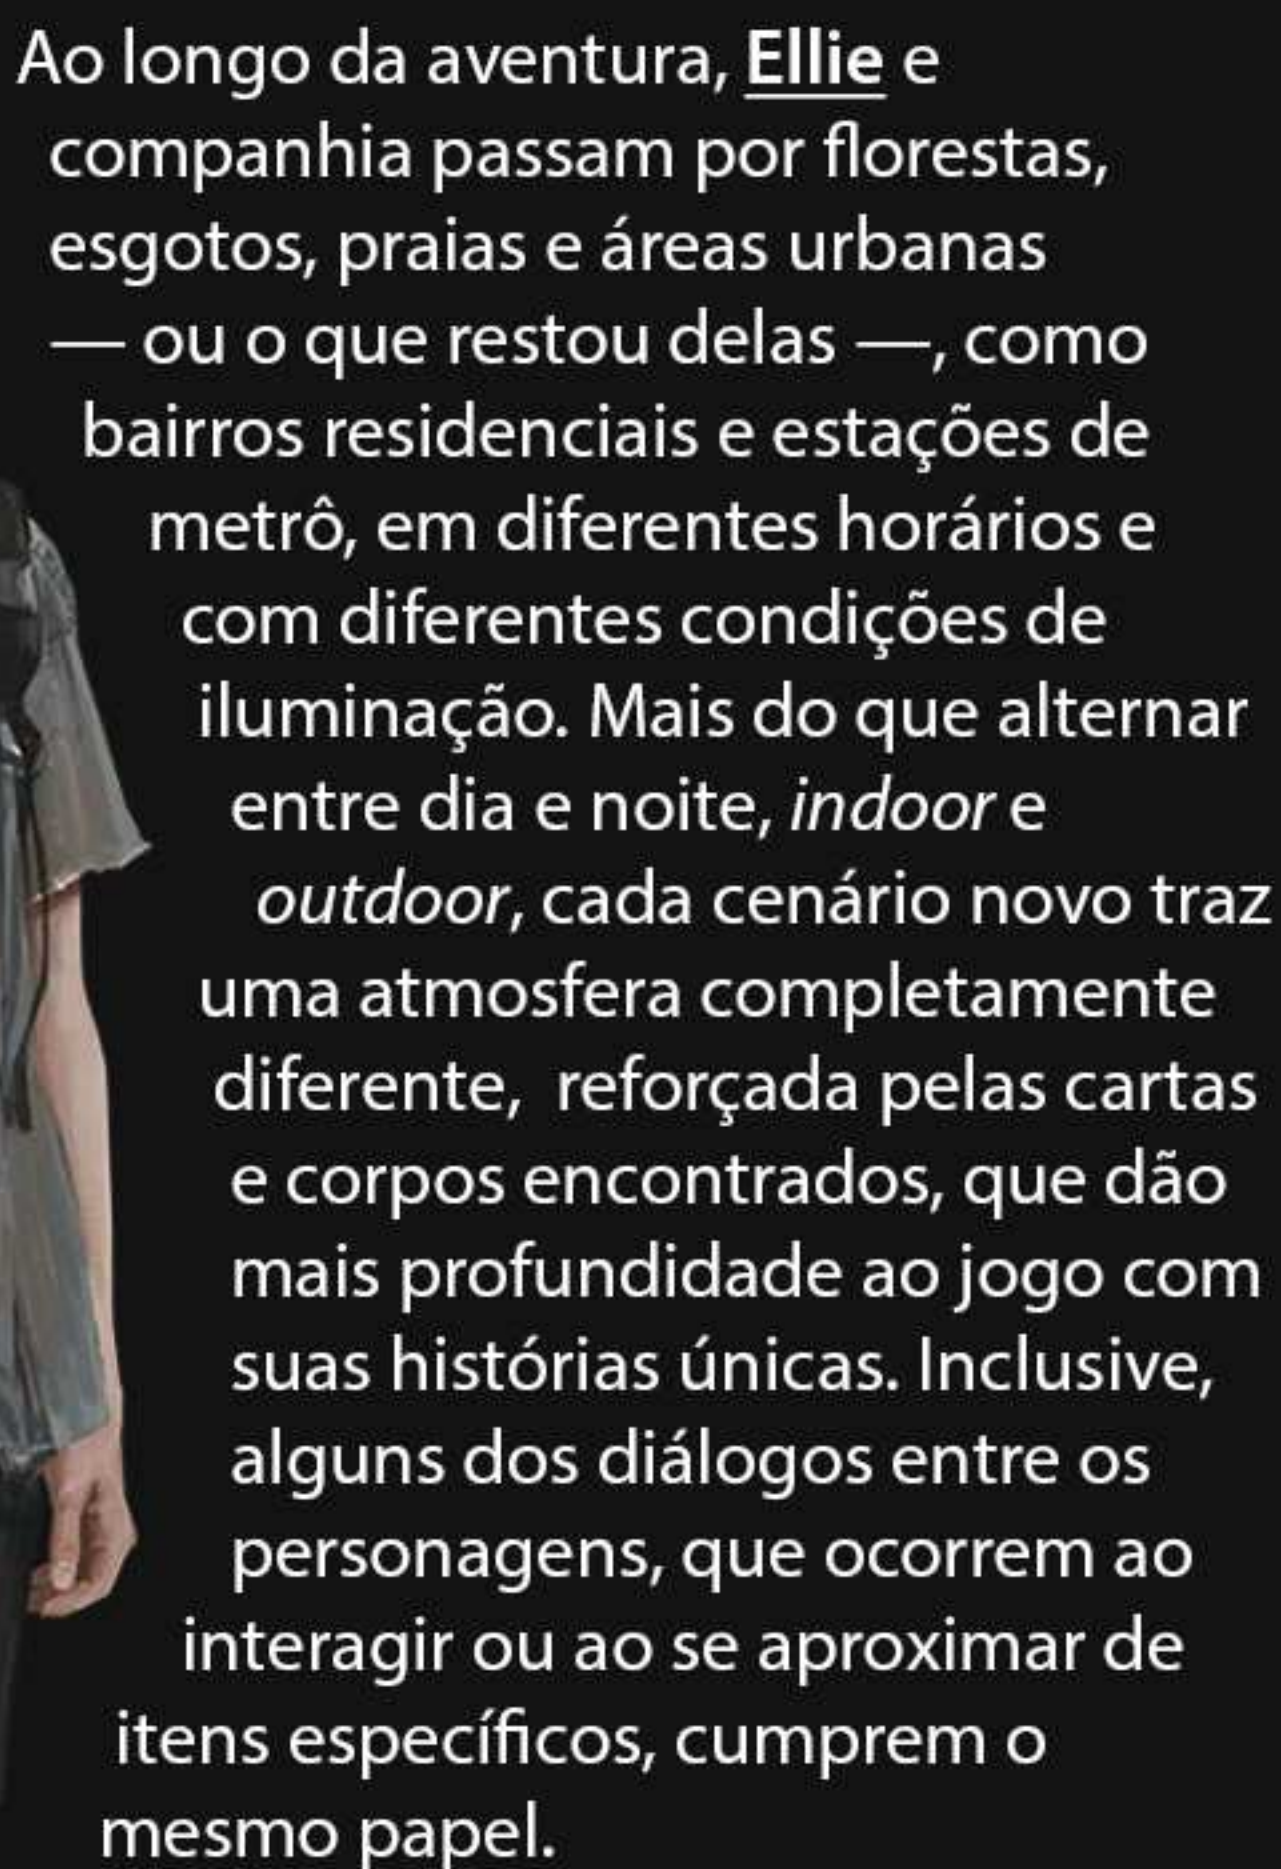 Ao longo da aventura, Ellie e
companhia passam por florestas,
esgotos, praias e áreas urbanas
— ou o que restou delas —, como
bairros residenciais e estações de
metrô, em diferentes horários e
com diferentes condições de
iluminação. Mais do que alternar
entre dia e noite, indoor e
outdoor, cada cenário novo traz
uma atmosfera completamente
diferente,  reforçada pelas cartas
e corpos encontrados, que dão
mais profundidade ao jogo com
suas histórias únicas. Inclusive,
alguns dos diálogos entre os
personagens, que ocorrem ao
interagir ou ao se aproximar de
itens específicos, cumprem o
mesmo papel.